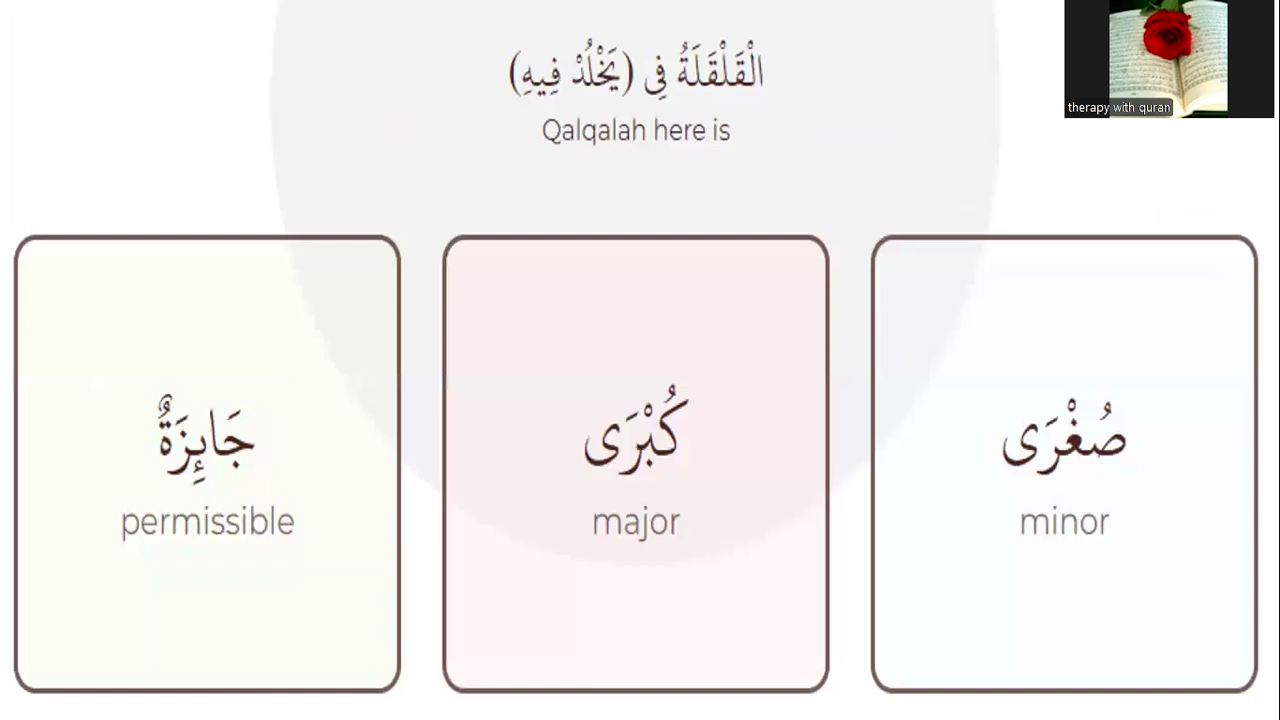 الْقَلْقَلَةُ فِى (يَخْلُدْ فِيهِ)
Qalqalah here is
therapy with quran
صُغْرَى
minor
كُبْرَى
major
جَائِزَةٌ
permissible